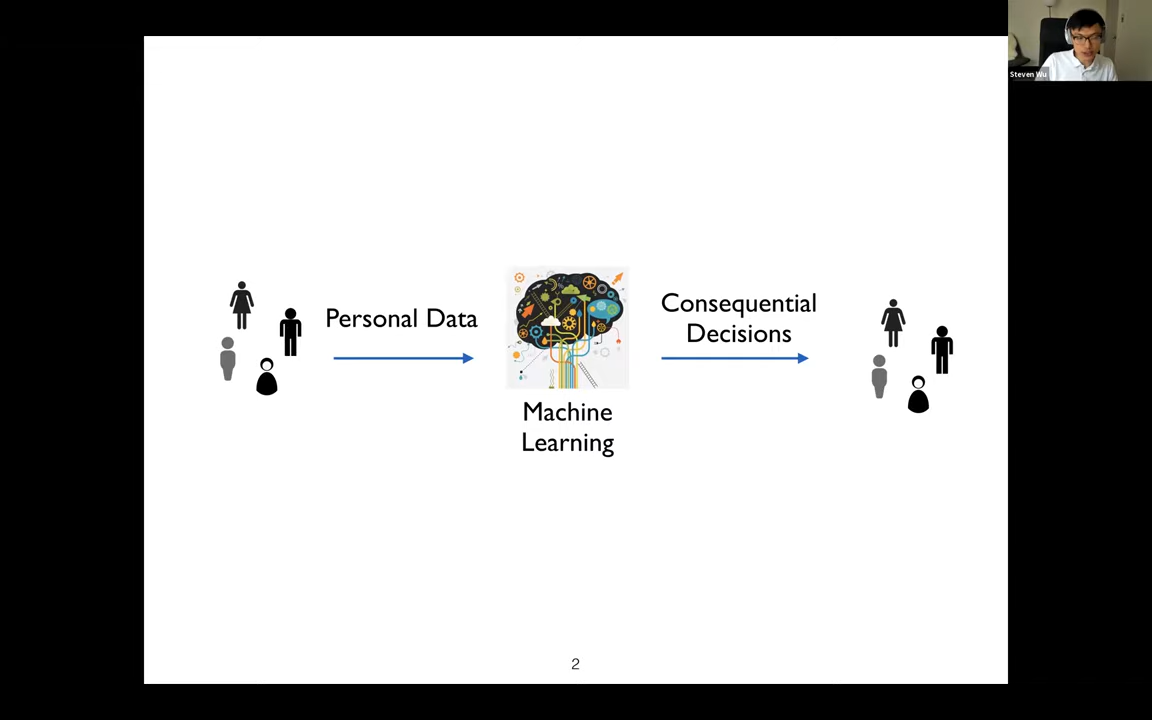 Steven Wu
Personal Data
Consequential
Decisions
Machine
Learning
2